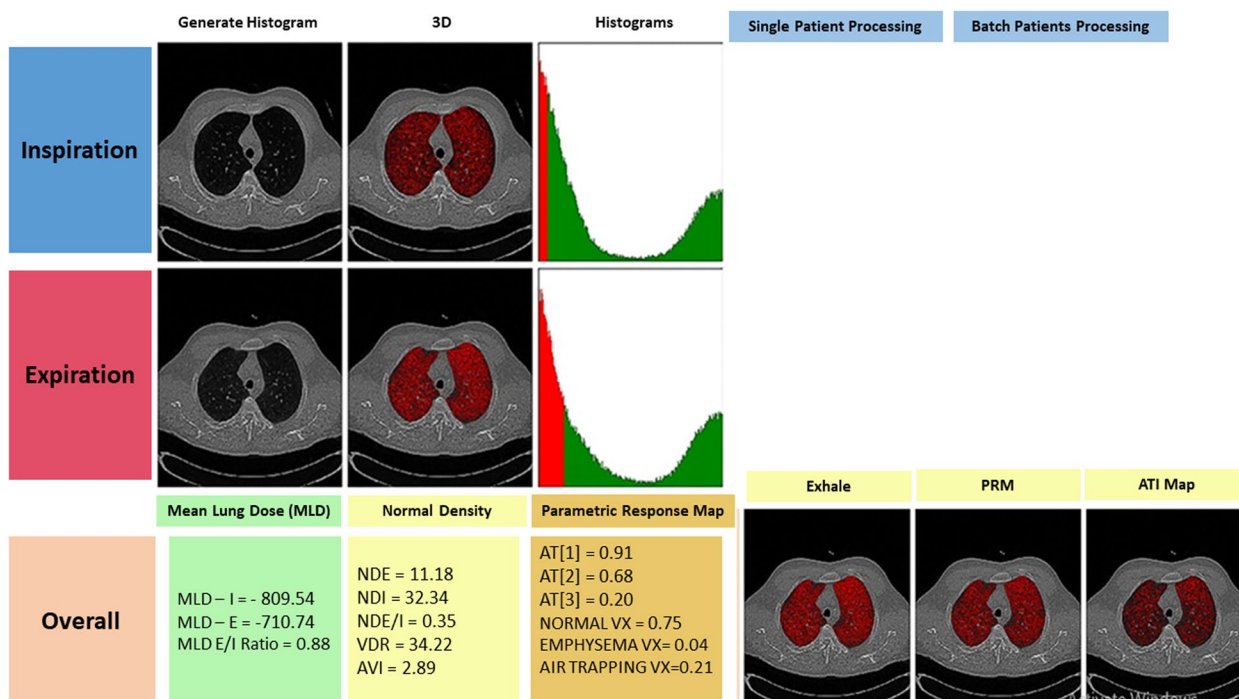 Generate Histogram
3D
Histograms
Single Patient Processing
Batch Patients Processing
Inspiration
Expiration
Mean Lung Dose (MLD)
Normal Density
Parametric Response Map
Exhale
PRM
ATI Map
Overall
MLD – I = - 809.54
MLD – E = -710.74
MLD E/I Ratio = 0.88
NDE = 11.18
NDI = 32.34
NDE/I = 0.35
VDR = 34.22
AVI = 2.89
AT[1] = 0.91
AT[2] = 0.68
AT[3] = 0.20
NORMAL VX = 0.75
EMPHYSEMA VX= 0.04
AIR TRAPPING VX=0.21
Activate Windows